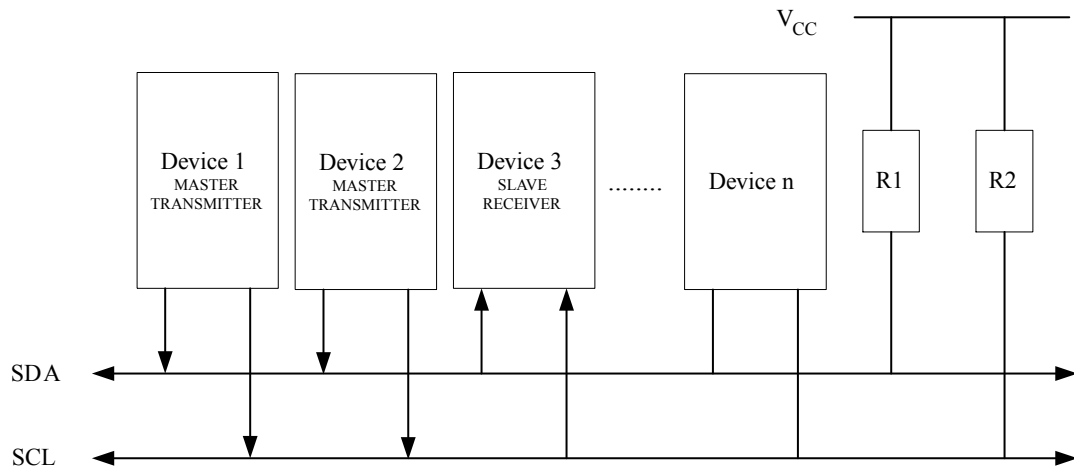 VCC
Device 1
MASTER
TRANSMITTER
Device 2
MASTER
TRANSMITTER
Device 3
SLAVE
RECEIVER
........
Device n
R1
R2
SDA
SCL